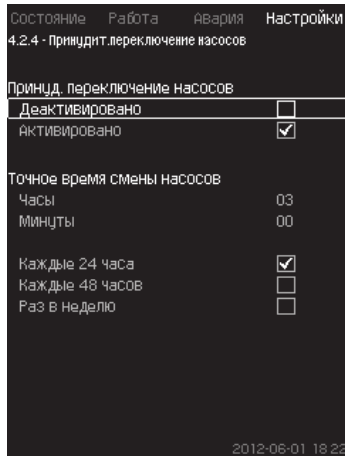 Состояние Работа Авария Настройки
4.2.4 - Принудит.переключение насосов
Принуд. переключение насосов
Деактивировано
Активировано
Точное время смены насосов
Часы 03
Минуты 00
Каждые 24 часа
Каждые 48 часов
Раз в неделю
2012-06-01 18:22